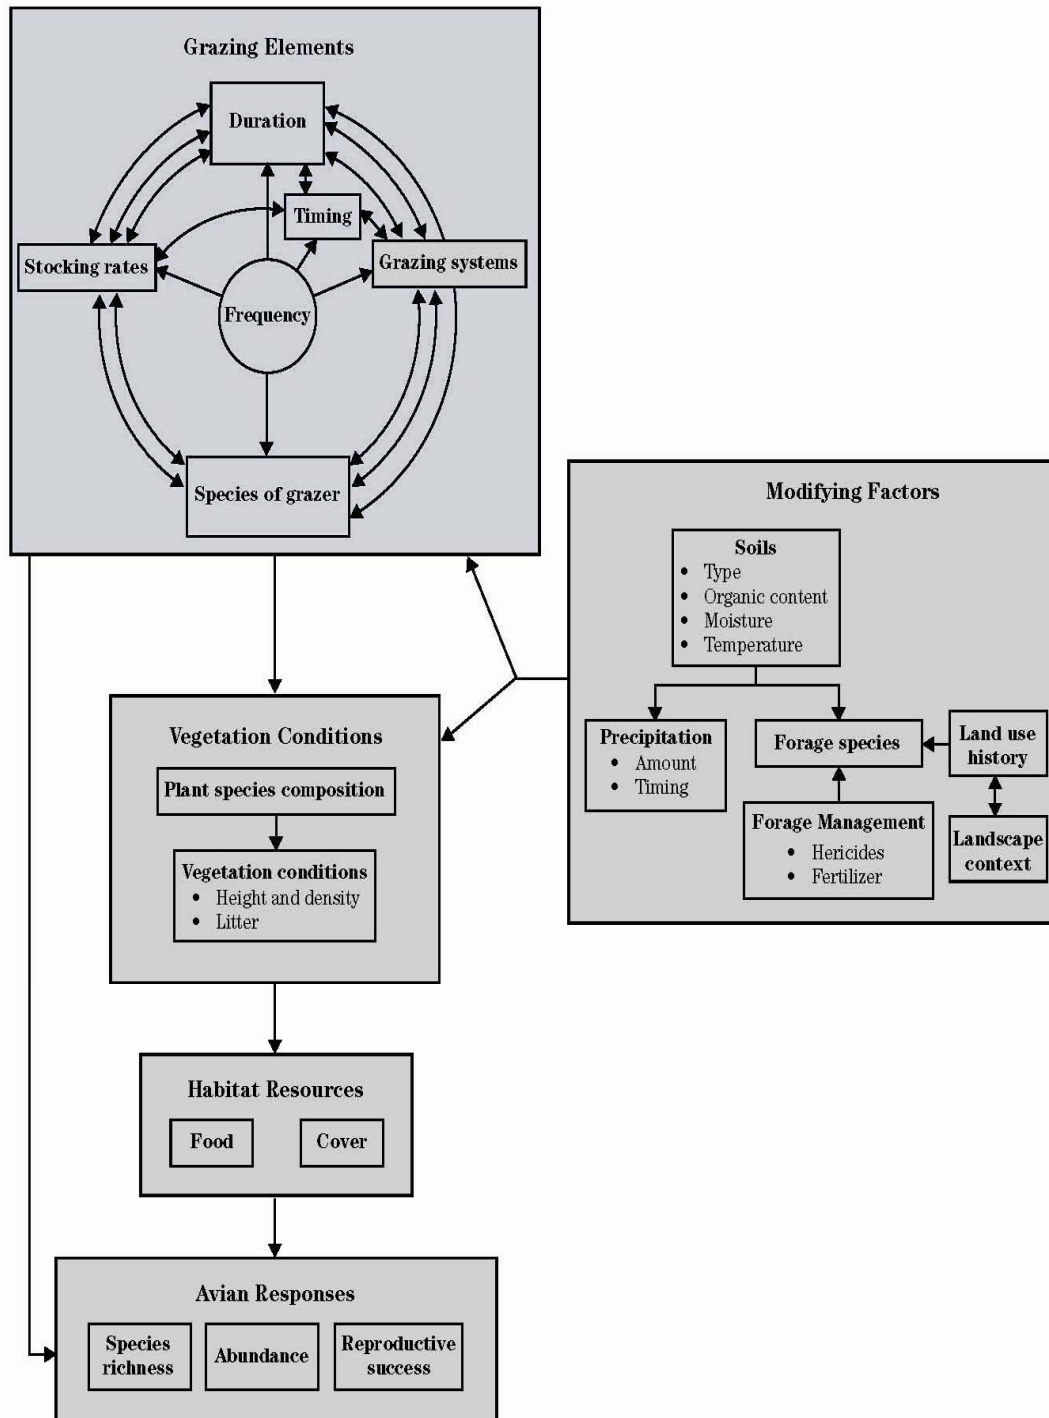 Grazing Elements
Duration
Timing
Stocking rates
Grazing systems
Frequency
Species of grazer
Modifying Factors
Soils
• Type
• Organic content
• Moisture
• Temperature
Precipitation
• Amount
• Timing
Forage species
Land use
history
Forage Management
• Hericides
• Fertilizer
Landscape
context
Vegetation Conditions
Plant species composition
Vegetation conditions
• Height and density
• Litter
Habitat Resources
Food
Cover
Avian Responses
Species
richness
Abundance
Reproductive
success